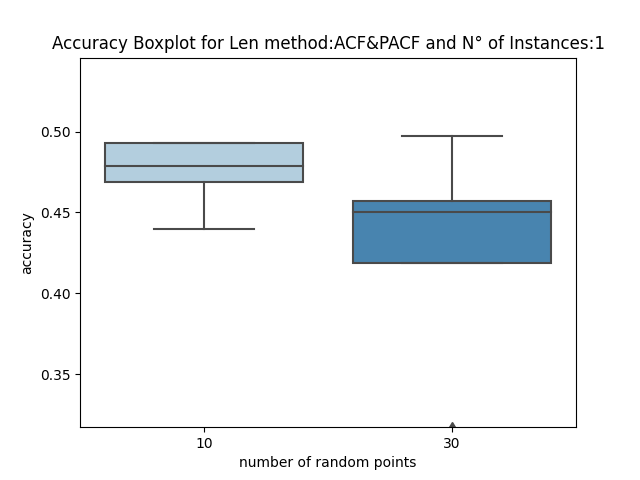 Accuracy Boxplot for Len method:ACF&PACF and N° of Instances:1
0.50
0.45
0.40
0.35
accuracy
10 30
number of random points